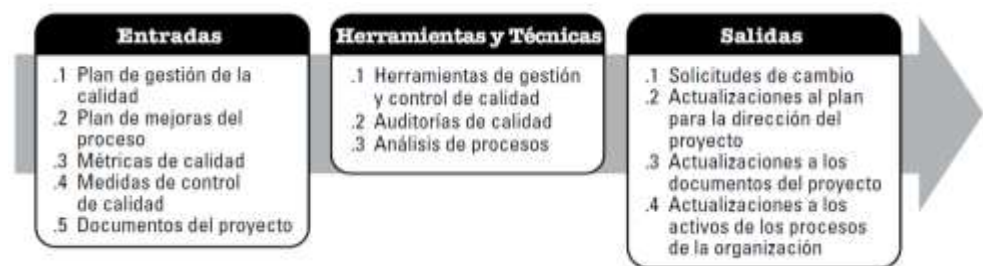 Entradas
.1 Plan de gestión de la
calidad
.2 Plan de mejoras del
proceso
.3 Métricas de calidad
.4 Medidas de control
de calidad
.5 Documentos del proyecto
Herramientas y Técnicas
.1 Herramientas de gestión
y control de calidad
.2 Auditorías de calidad
.3 Análisis de procesos
Salidas
.1 Solicitudes de cambio
.2 Actualizaciones al plan
para la dirección del
proyecto
.3 Actualizaciones a los
documentos del proyecto
.4 Actualizaciones a los
activos de los procesos
de la organización